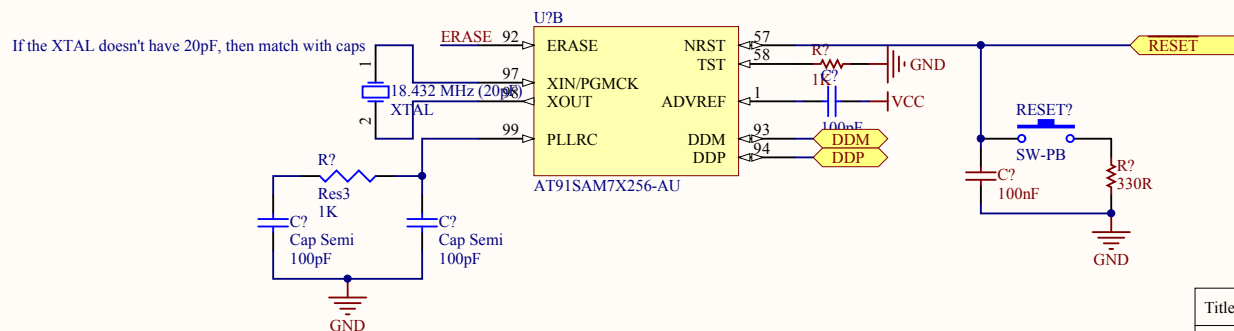 U?B
If the XTAL doesn't have 20pF, then match with caps
ERASE 92 ERASE
NRST 57
RESET
TST 58
R?
1K
GND
1
97 XIN/PGMCK
18.432 MHz (20pF)
98 XOUT
XTAL
2
ADVREF 1
C?
100pF
VCC
99 PLLRC
DDM 93 DDM
DDP 94 DDP
AT91SAM7X256-AU
RESET?
SW-PB
R?
Res3
1K
C?
Cap Semi
100pF
C?
Cap Semi
100pF
GND
C?
100nF
R?
330R
GND
Title